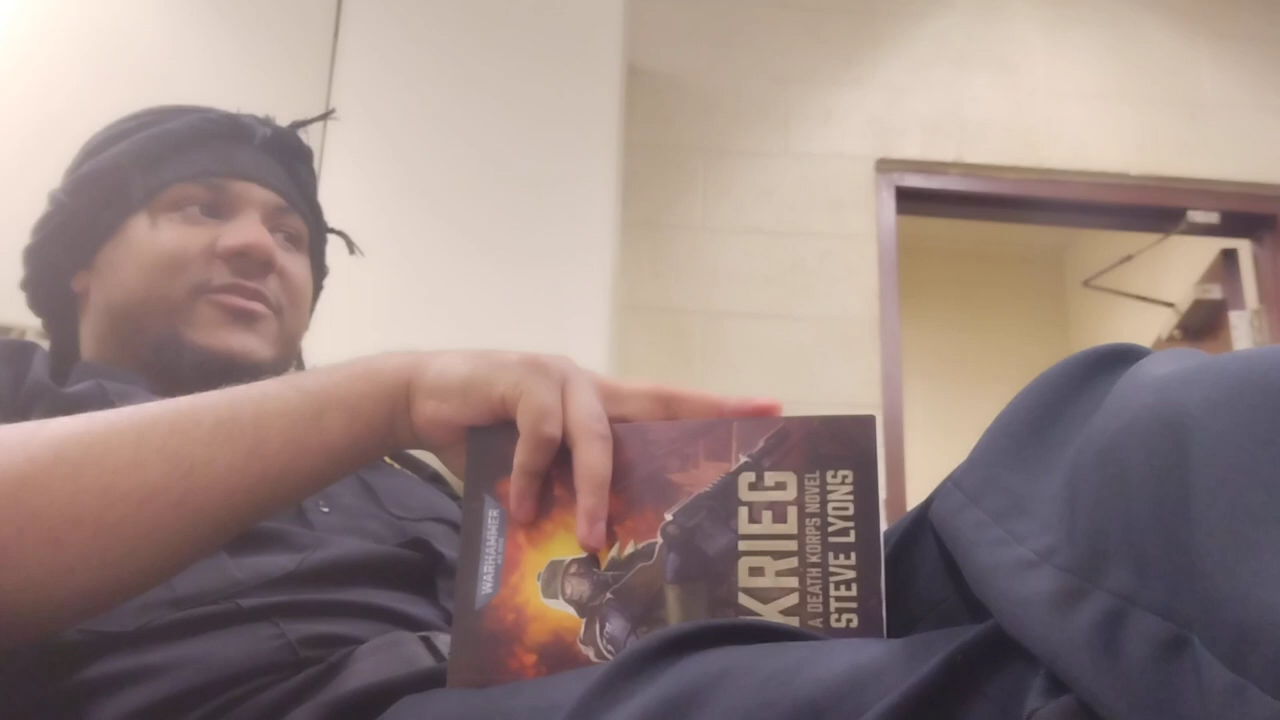 WARHAMMER
KRIEG
A DEATH KORPS NOVEL
STEVE LYONS